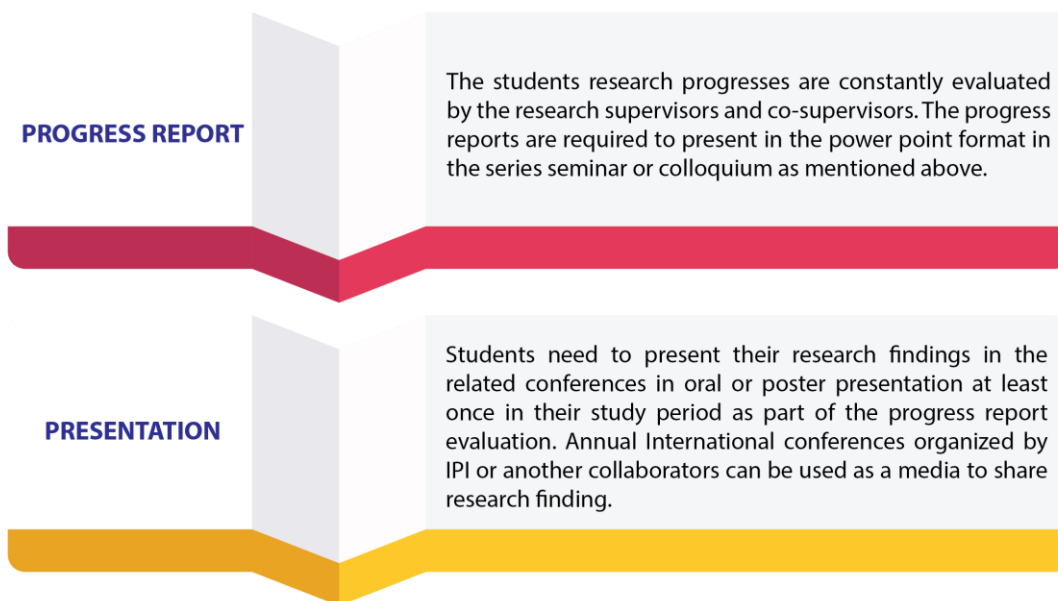 PROGRESS REPORT
The students research progresses are constantly evaluated
by the research supervisors and co-supervisors. The progress
reports are required to present in the power point format in
the series seminar or colloquium as mentioned above.
PRESENTATION
Students need to present their research findings in the
related conferences in oral or poster presentation at least
once in their study period as part of the progress report
evaluation. Annual International conferences organized by
IPI or another collaborators can be used as a media to share
research finding.